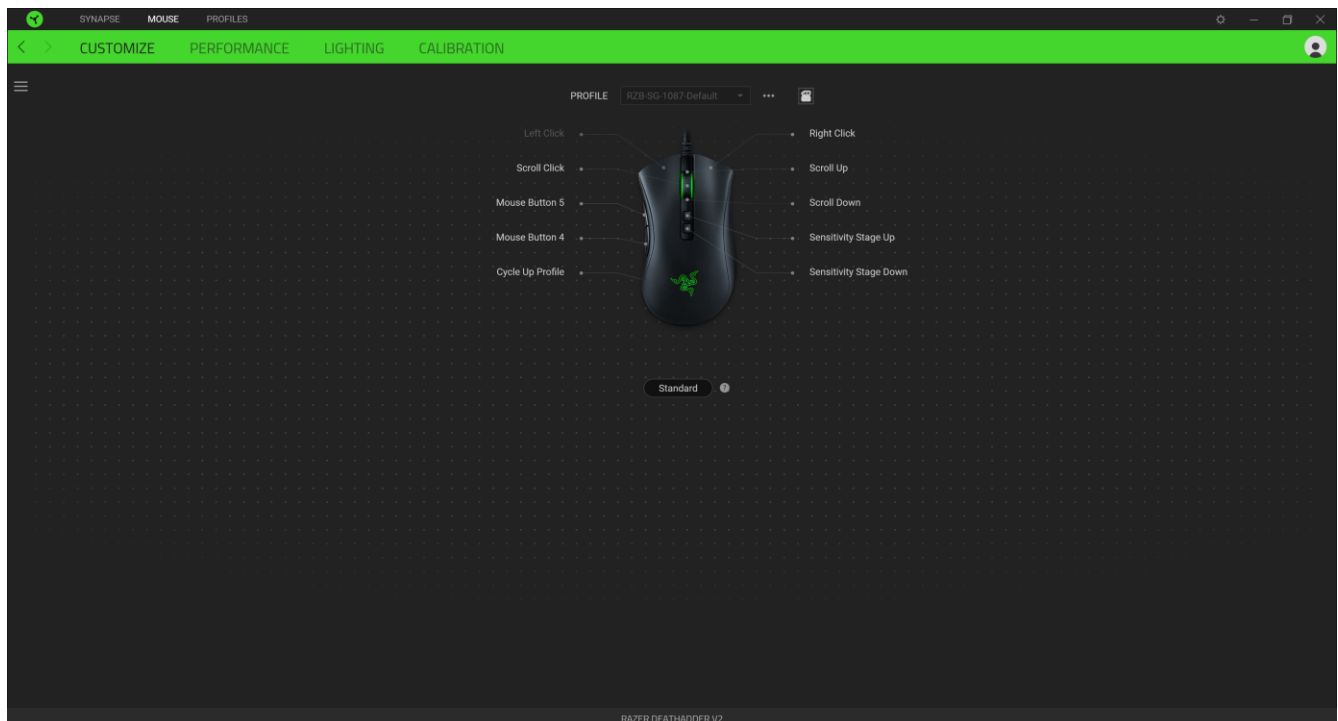 SYNAPSE MOUSE PROFILES
CUSTOMIZE PERFORMANCE LIGHTING CALIBRATION
PROFILE RZB-SG-1087-Default
Left Click Right Click
Scroll Click Scroll Up
Mouse Button 5 Scroll Down
Mouse Button 4 Sensitivity Stage Up
Cycle Up Profile Sensitivity Stage Down
Standard ?
RAZER DEATHADDER V2